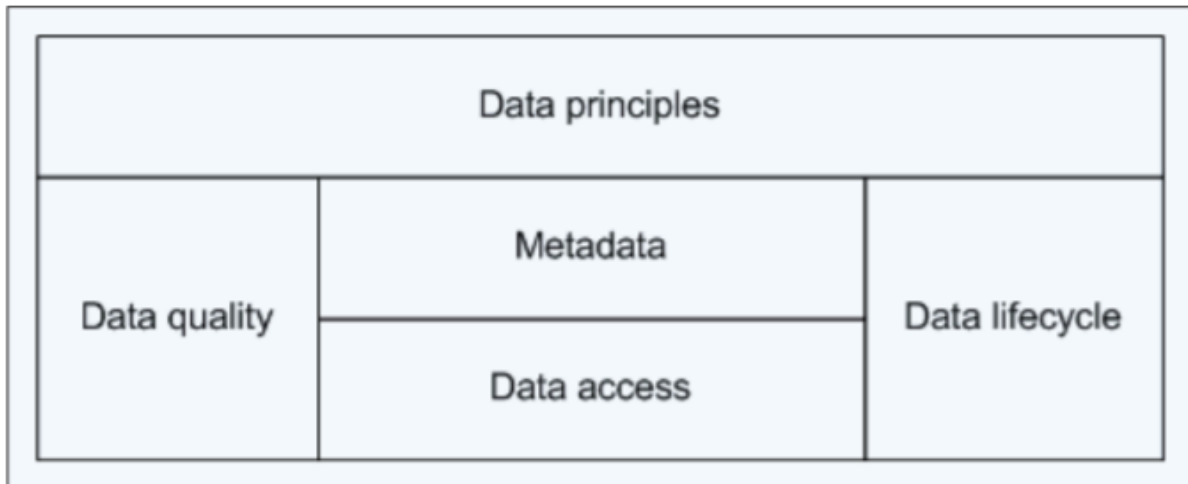 Data principles
Metadata
Data quality
Data lifecycle
Data access